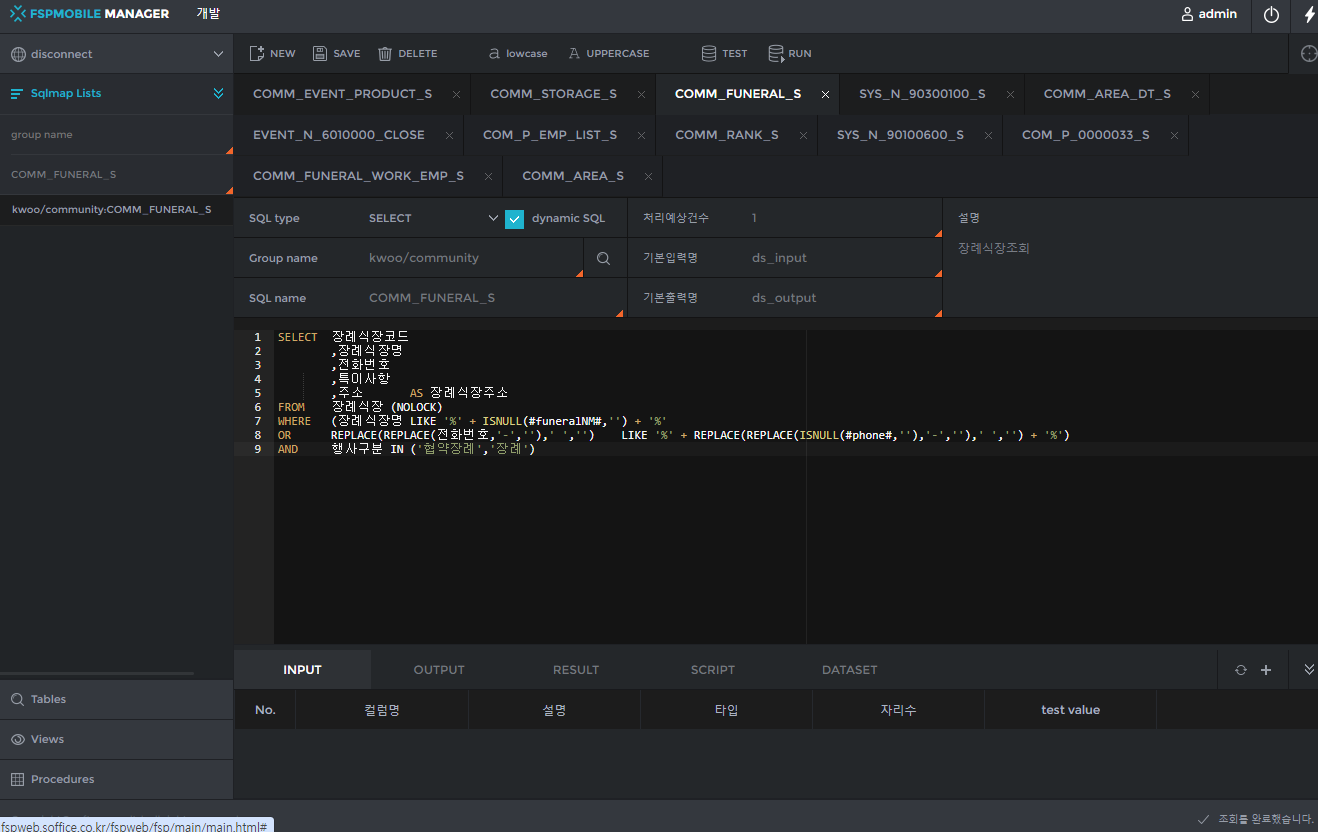 FSPMOBILE MANAGER 개발 admin
disconnect
NEW SAVE DELETE lowcase UPPERCASE TEST RUN
Sqlmap Lists
group name
COMM_FUNERAL_S
kwoo/community:COMM_FUNERAL_S
COMM_EVENT_PRODUCT_S COMM_STORAGE_S COMM_FUNERAL_S SYS_N_90300100_S COMM_AREA_DT_S
EVENT_N_6010000_CLOSE COM_P_EMP_LIST_S COMM_RANK_S SYS_N_90100600_S COM_P_0000033_S
COMM_FUNERAL_WORK_EMP_S COMM_AREA_S
SQL type SELECT dynamic SQL 처리예상건수 1 설명
Group name kwoo/community 기본입력명 ds_input 장례식장조회
SQL name COMM_FUNERAL_S 기본출력명 ds_output
1 SELECT 장례식장코드
2 ,장례식장명
3 ,전화번호
4 ,특미사항
5 ,주소 AS 장례식장주소
6 FROM 장례식장 (NOLOCK)
7 WHERE (장례식장명 LIKE '%' + ISNULL(#funeralNM#,'') + '%'
8 OR REPLACE(REPLACE(전화번호,'-',''),' ','') LIKE '%' + REPLACE(REPLACE(ISNULL(#phone#,''),'-',''),' ','') + '%')
9 AND 행사구분 IN ('협약장례','장례')
INPUT OUTPUT RESULT SCRIPT DATASET
No. 컬럼명 설명 타입 자리수 test value
Tables
Views
Procedures
fspweb.soffice.co.kr/fspweb/fsp/main/main.html#
조회를 완료했습니다.